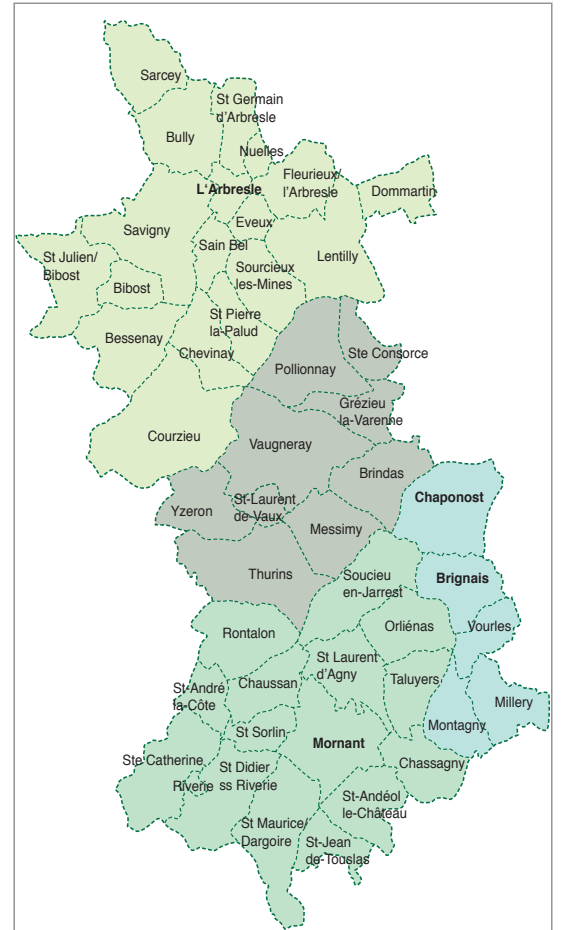 Sarcey
St Germain
d'Arbresle
Bully
Nuelles
Fleurieux/
l'Arbresle
L'Arbresle
Dommartin
Eveux
Savigny
Sain Bel
Lentilly
St Julien/
Bibost
Sourcieux
les-Mines
Bibost
St Pierre
la-Palud
Bessenay
Chevinay
Ste Consorce
Pollionnay
Grézieu
la-Varenne
Courzieu
Vaugneray
Brindas
Chaponost
St-Laurent
de-Vaux
Yzeron
Messimy
Thurins
Soucieu
en-Jarrest
Brignais
Rontalon
Orliénas
Vourles
St Laurent
d'Agny
Taluyers
Chaussan
St-André
la-Côte
Millery
Montagny
St Sorlin
Mornant
Ste Catherine
Chassagny
St Didier
ss Riverie
Riverie
St-Andéol
le-Château
St Maurice/
Dargoire
St-Jean
de-Touslas